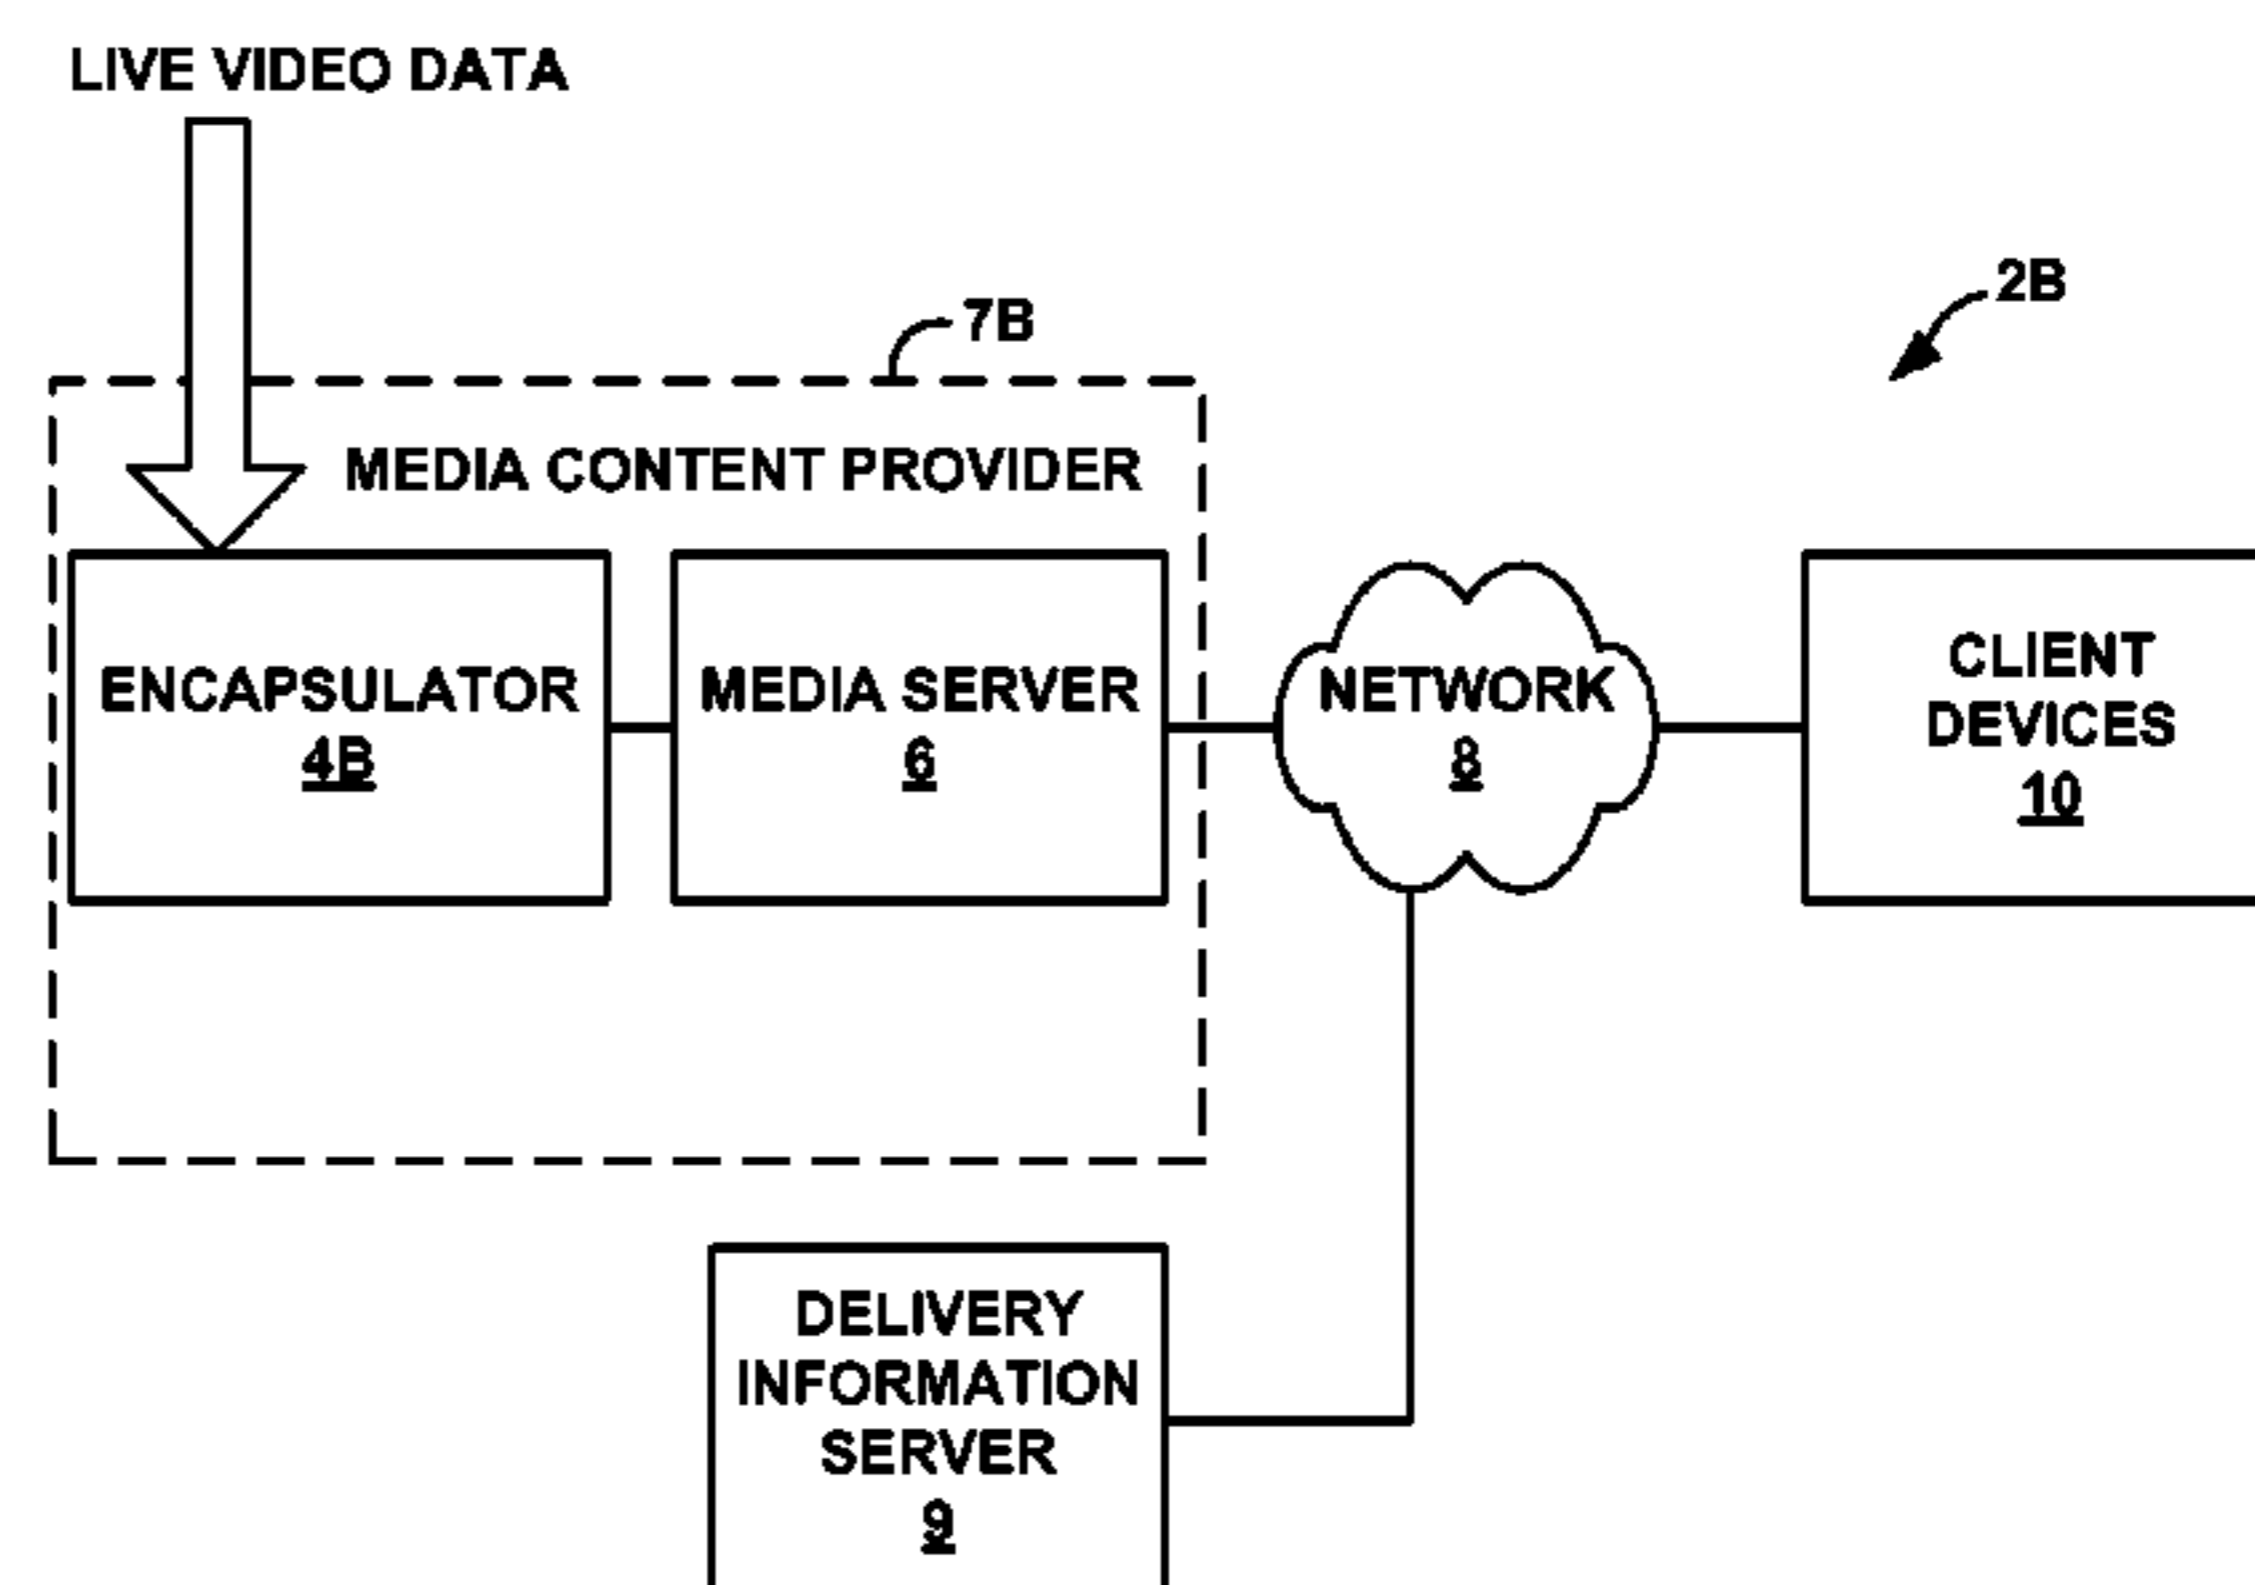 LIVE VIDEO DATA
2B
7B
MEDIA CONTENT PROVIDER
ENCAPSULATOR
4B
MEDIA SERVER
6
NETWORK
8
CLIENT
DEVICES
10
DELIVERY
INFORMATION
SERVER
9